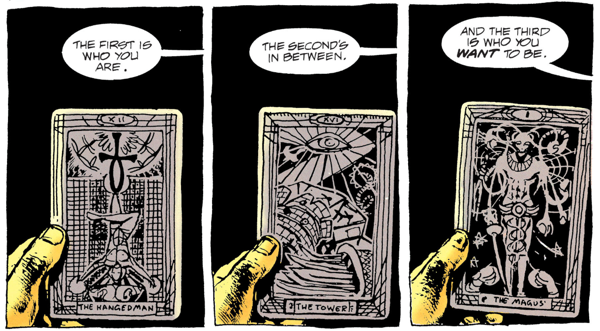 THE FIRST IS
WHO YOU
ARE.
XII
THE HANGEDMAN
THE SECOND'S
IN BETWEEN.
XVI
THE TOWER
AND THE THIRD
IS WHO YOU
WANT TO BE.
I
THE MAGUS